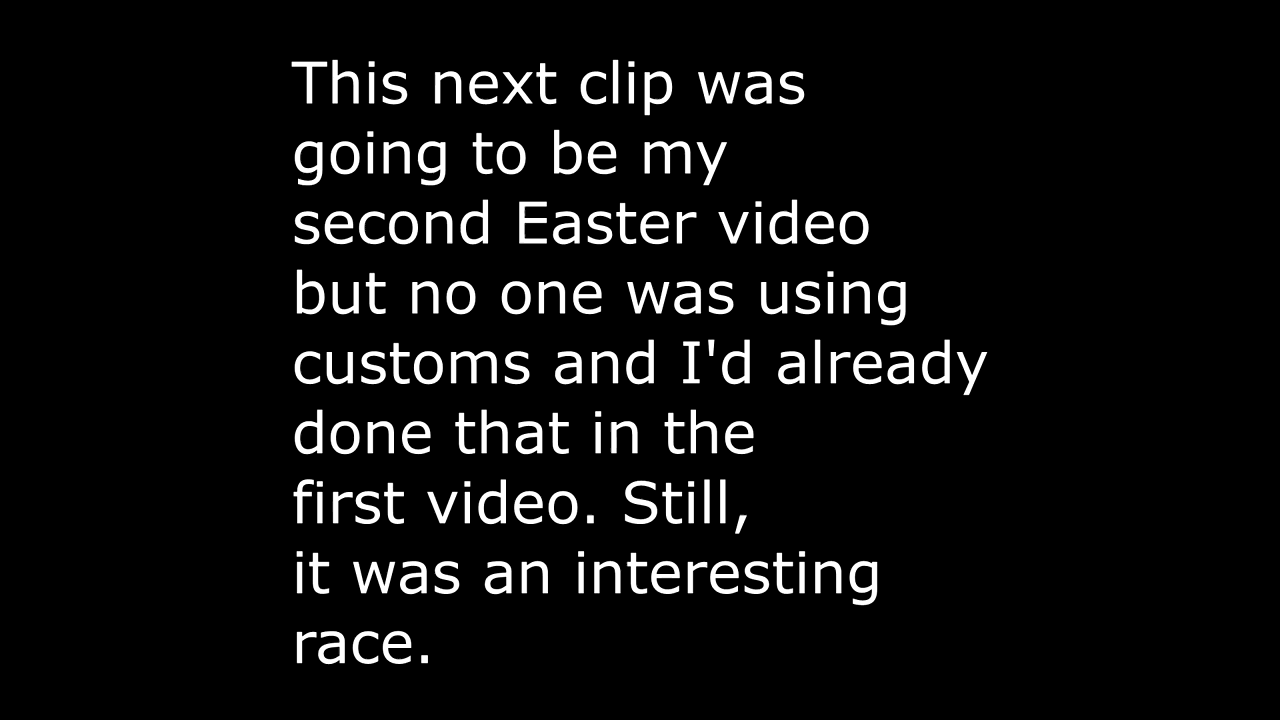 This next clip was
going to be my
second Easter video
but no one was using
customs and I'd already
done that in the
first video. Still,
it was an interesting
race.